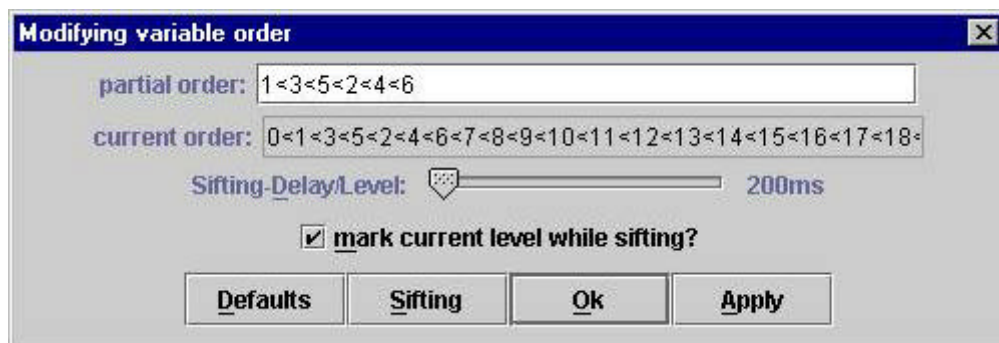 Modifying variable order
partial order: 1<3<5<2<4<6
current order: 0<1<3<5<2<4<6<7<8<9<10<11<12<13<14<15<16<17<18<
Sifting-Delay/Level: 200ms
mark current level while sifting?
Defaults Sifting Ok Apply